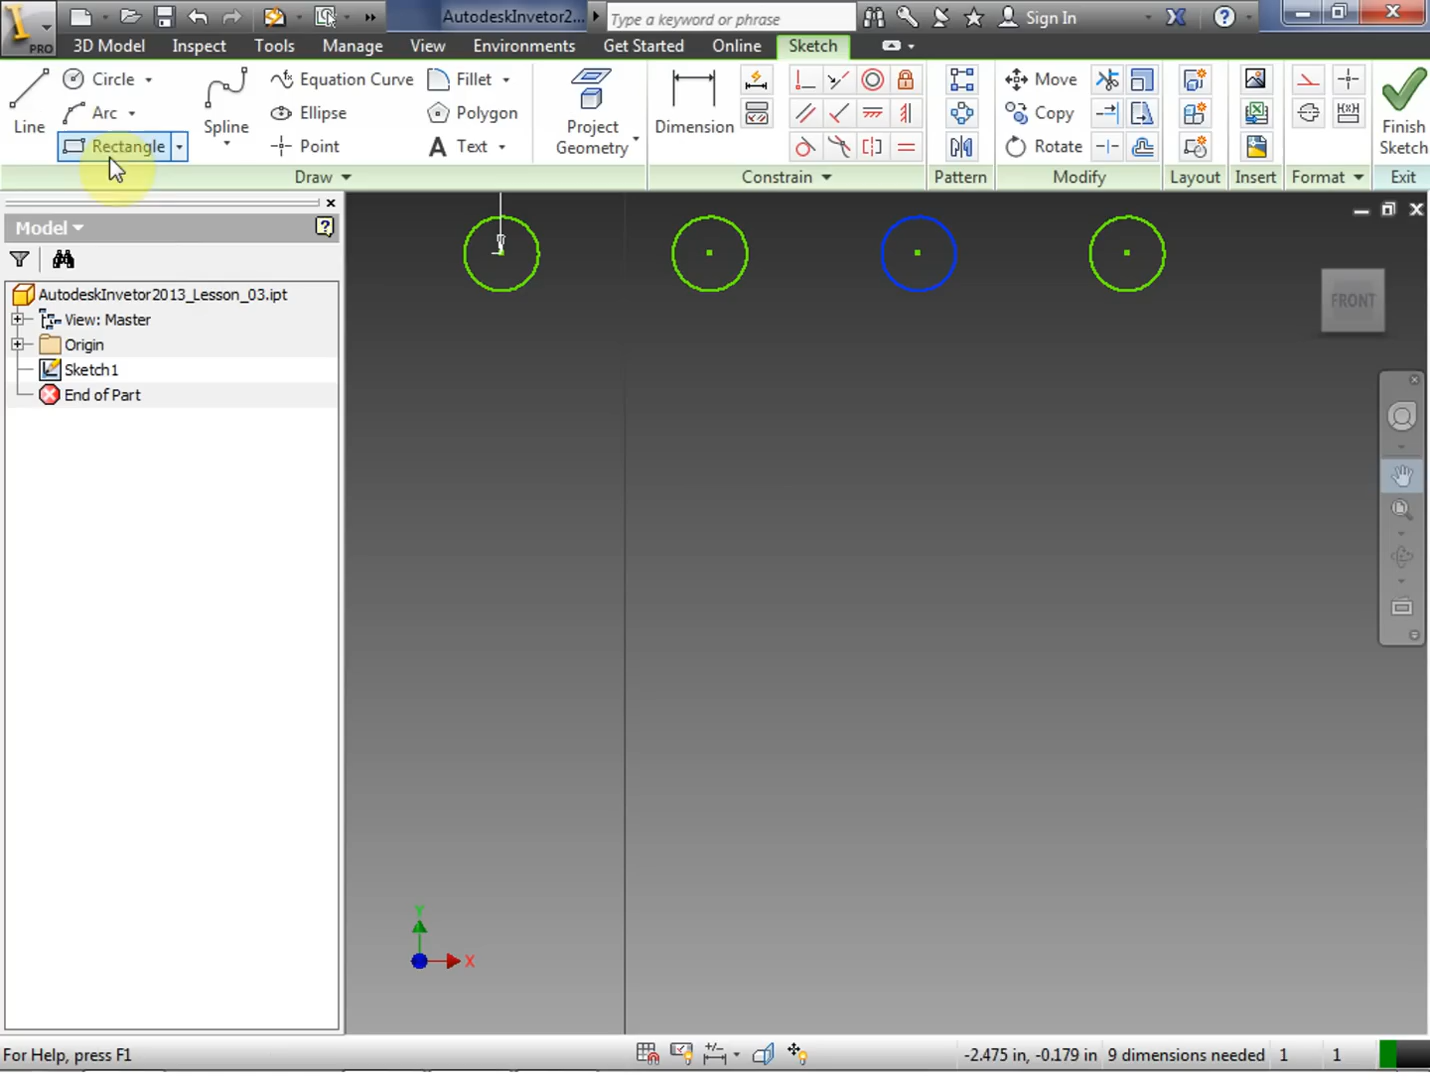 PRO
AutodeskInvetor2...
Type a keyword or phrase
Sign In
3D Model
Inspect
Tools
Manage
View
Environments
Get Started
Online
Sketch
Line
Circle
Arc
Rectangle
Spline
Equation Curve
Ellipse
Point
Fillet
Polygon
A Text
Project
Geometry
Dimension
Move
Copy
Rotate
Finish
Sketch
Draw
Constrain
Pattern
Modify
Layout
Insert
Format
Exit
Model
AutodeskInvetor2013_Lesson_03.ipt
View: Master
Origin
Sketch1
End of Part
FRONT
Y
X
For Help, press F1
-2.475 in, -0.179 in
9 dimensions needed
1
1